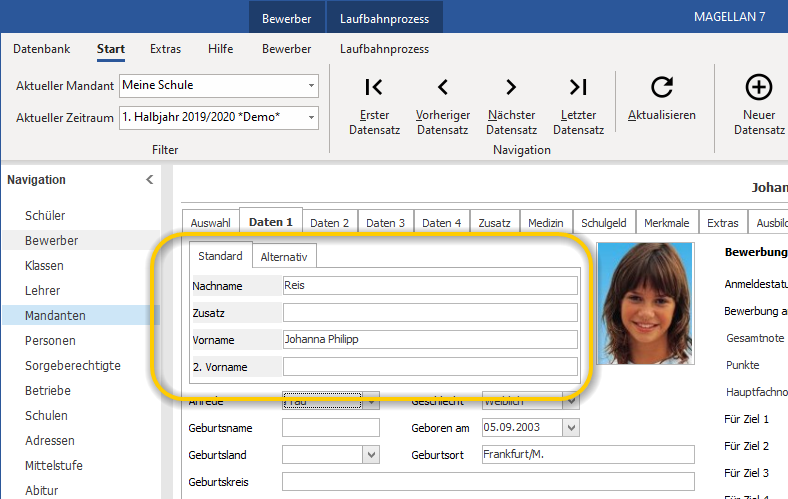 Bewerber Laufbahnprozess MAGELLAN 7
Datenbank Start Extras Hilfe Bewerber Laufbahnprozess
Aktueller Mandant Meine Schule
Aktueller Zeitraum 1. Halbjahr 2019/2020 *Demo*
Filter
Erster Datensatz
Vorheriger Datensatz
Nächster Datensatz
Letzter Datensatz
Aktualisieren
Navigation
Neuer Datensatz
Navigation
Schüler
Bewerber
Klassen
Lehrer
Mandanten
Personen
Sorgeberechtigte
Betriebe
Schulen
Adressen
Mittelstufe
Abitur
Auswahl Daten 1 Daten 2 Daten 3 Daten 4 Zusatz Medizin Schulgeld Merkmale Extras
Standard Alternativ
Nachname Reis
Zusatz
Vorname Johanna Philipp
2. Vorname
Anrede Frau Geschlecht Weiblich
Geburtsname Geboren am 05.09.2003
Geburtsland Geburtsort Frankfurt/M.
Geburtskreis
Bewerbung
Anmeldestatu
Bewerbung a
Gesamtnote
Punkte
Hauptfachno
Für Ziel 1
Für Ziel 2
Für Ziel 3